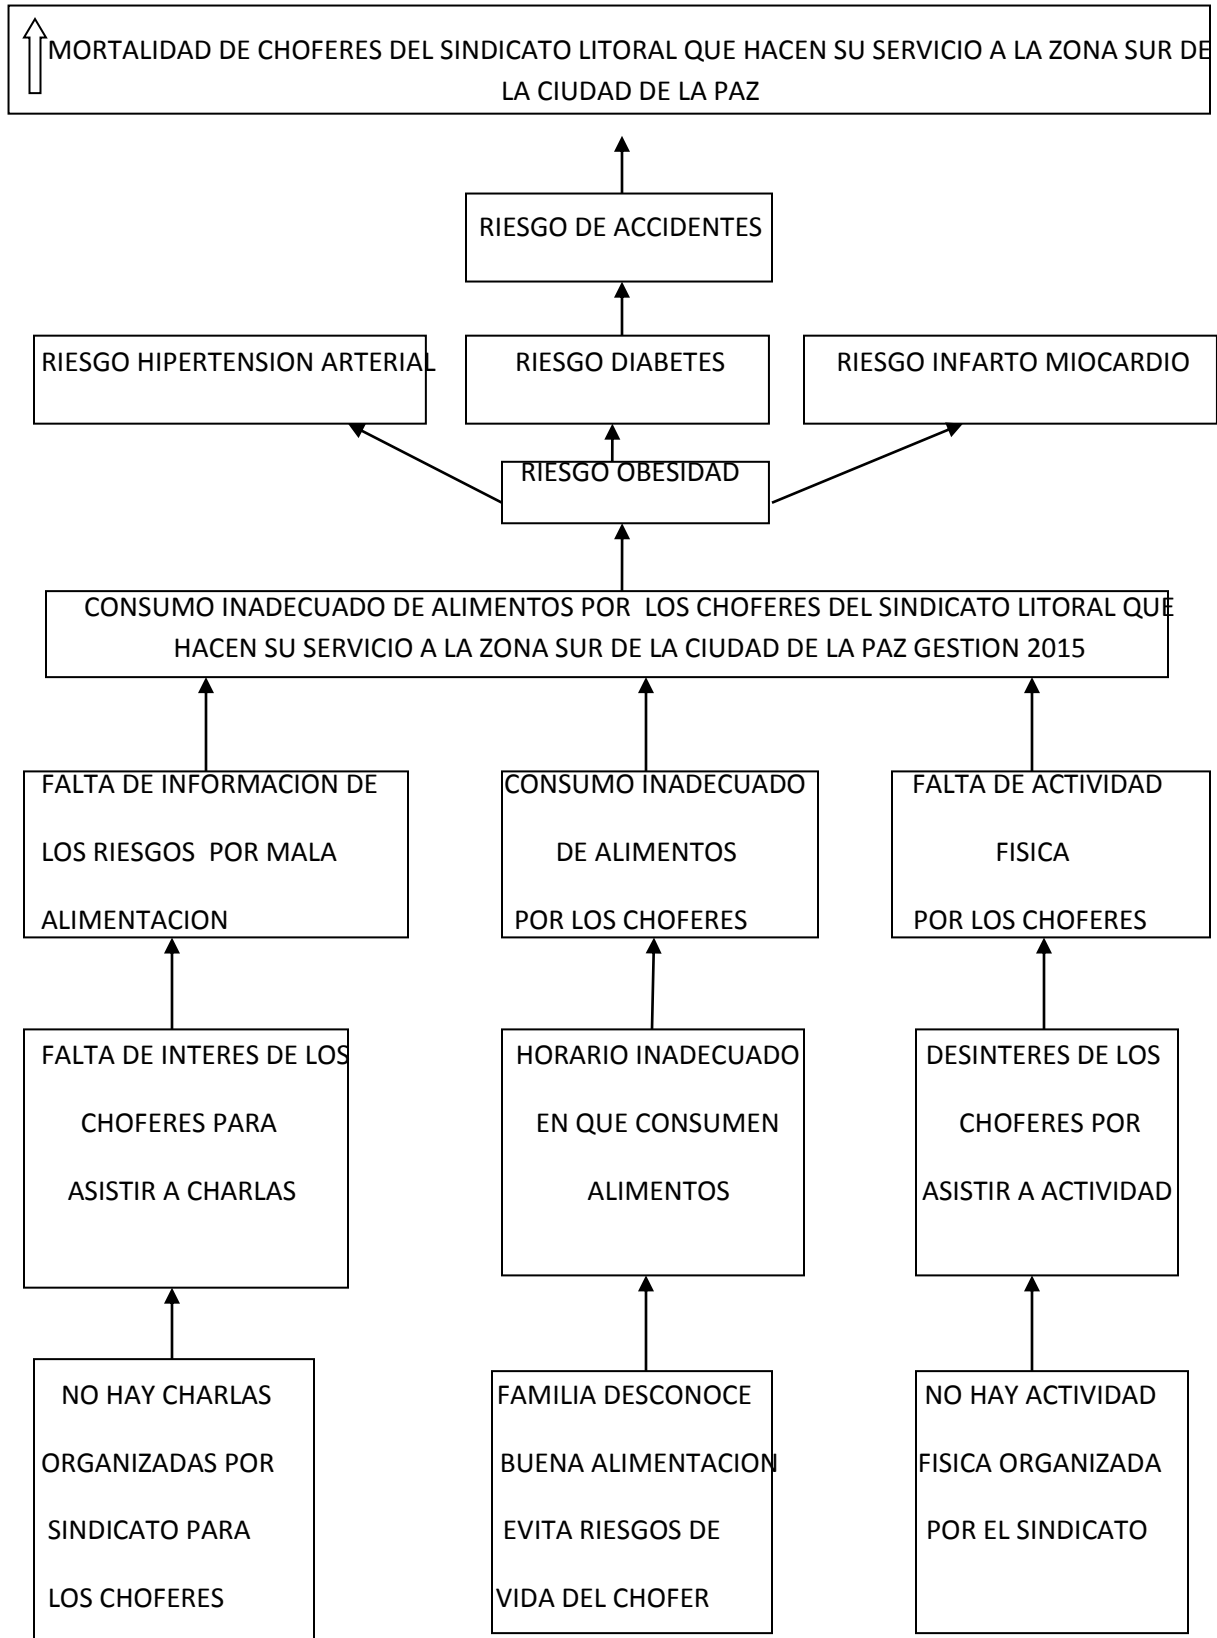 MORTALIDAD DE CHOFERES DEL SINDICATO LITORAL QUE HACEN SU SERVICIO A LA ZONA SUR DE
LA CIUDAD DE LA PAZ
RIESGO DE ACCIDENTES
RIESGO HIPERTENSION ARTERIAL
RIESGO DIABETES
RIESGO INFARTO MIOCARDIO
RIESGO OBESIDAD
CONSUMO INADECUADO DE ALIMENTOS POR LOS CHOFERES DEL SINDICATO LITORAL QUE
HACEN SU SERVICIO A LA ZONA SUR DE LA CIUDAD DE LA PAZ GESTION 2015
FALTA DE INFORMACION DE
LOS RIESGOS POR MALA
ALIMENTACION
CONSUMO INADECUADO
DE ALIMENTOS
POR LOS CHOFERES
FALTA DE ACTIVIDAD
FISICA
POR LOS CHOFERES
FALTA DE INTERES DE LOS
CHOFERES PARA
ASISTIR A CHARLAS
HORARIO INADECUADO
EN QUE CONSUMEN
ALIMENTOS
DESINTERES DE LOS
CHOFERES POR
ASISTIR A ACTIVIDAD
NO HAY CHARLAS
ORGANIZADAS POR
SINDICATO PARA
LOS CHOFERES
FAMILIA DESCONOCE
BUENA ALIMENTACION
EVITA RIESGOS DE
VIDA DEL CHOFER
NO HAY ACTIVIDAD
FISICA ORGANIZADA
POR EL SINDICATO